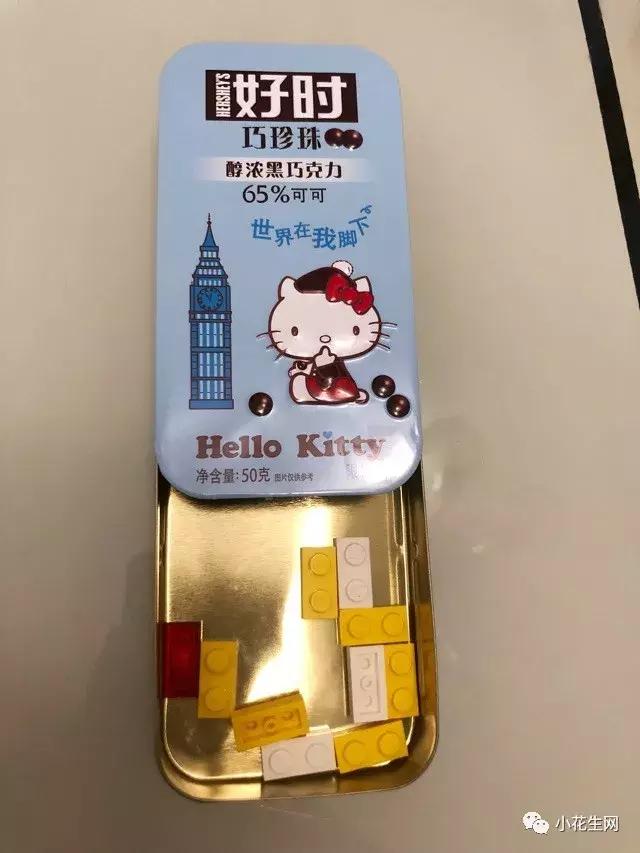 HERSHEY'S 好时
巧珍珠
醇浓黑巧克力
65%可可
世界在我脚下
Hello Kitty
净含量:50克 图片仅供参考
小花生网